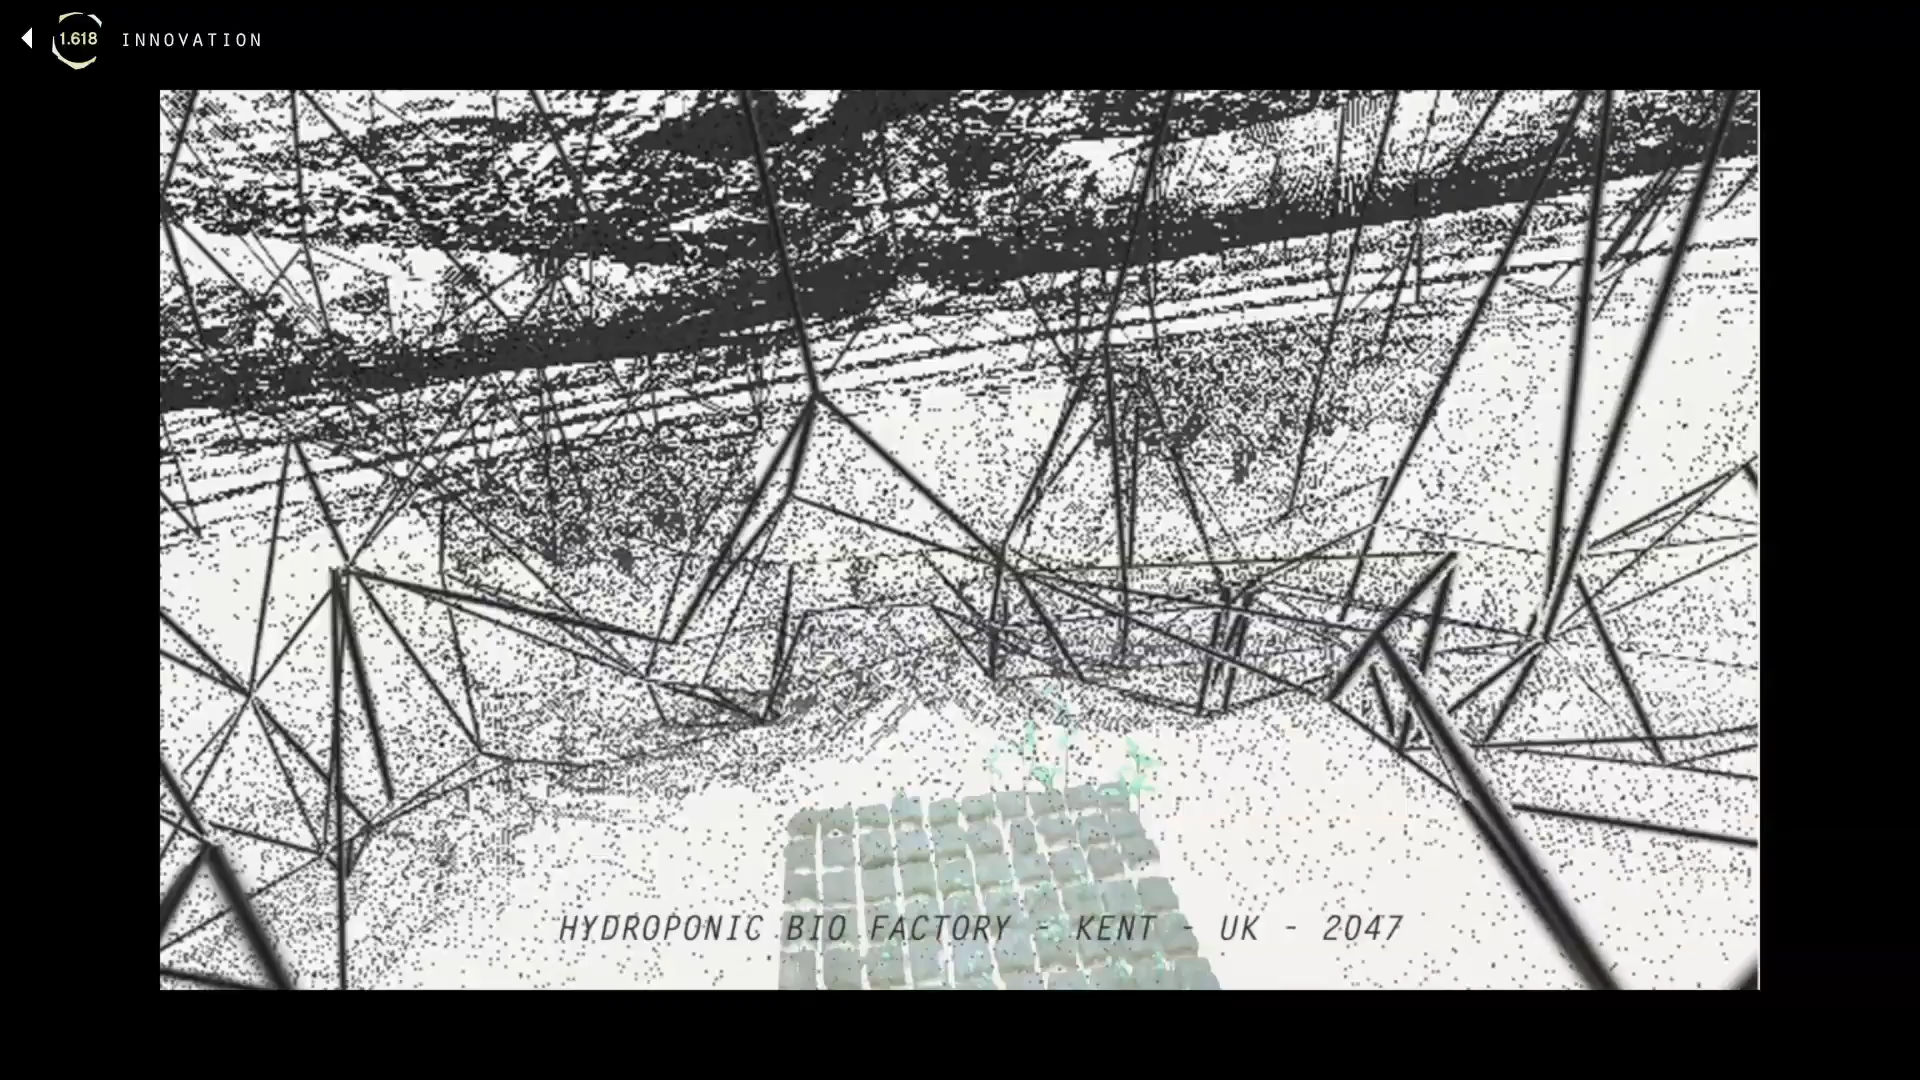 1.618 INNOVATION
HYDROPONIC BIO FACTORY - KENT - UK - 2047